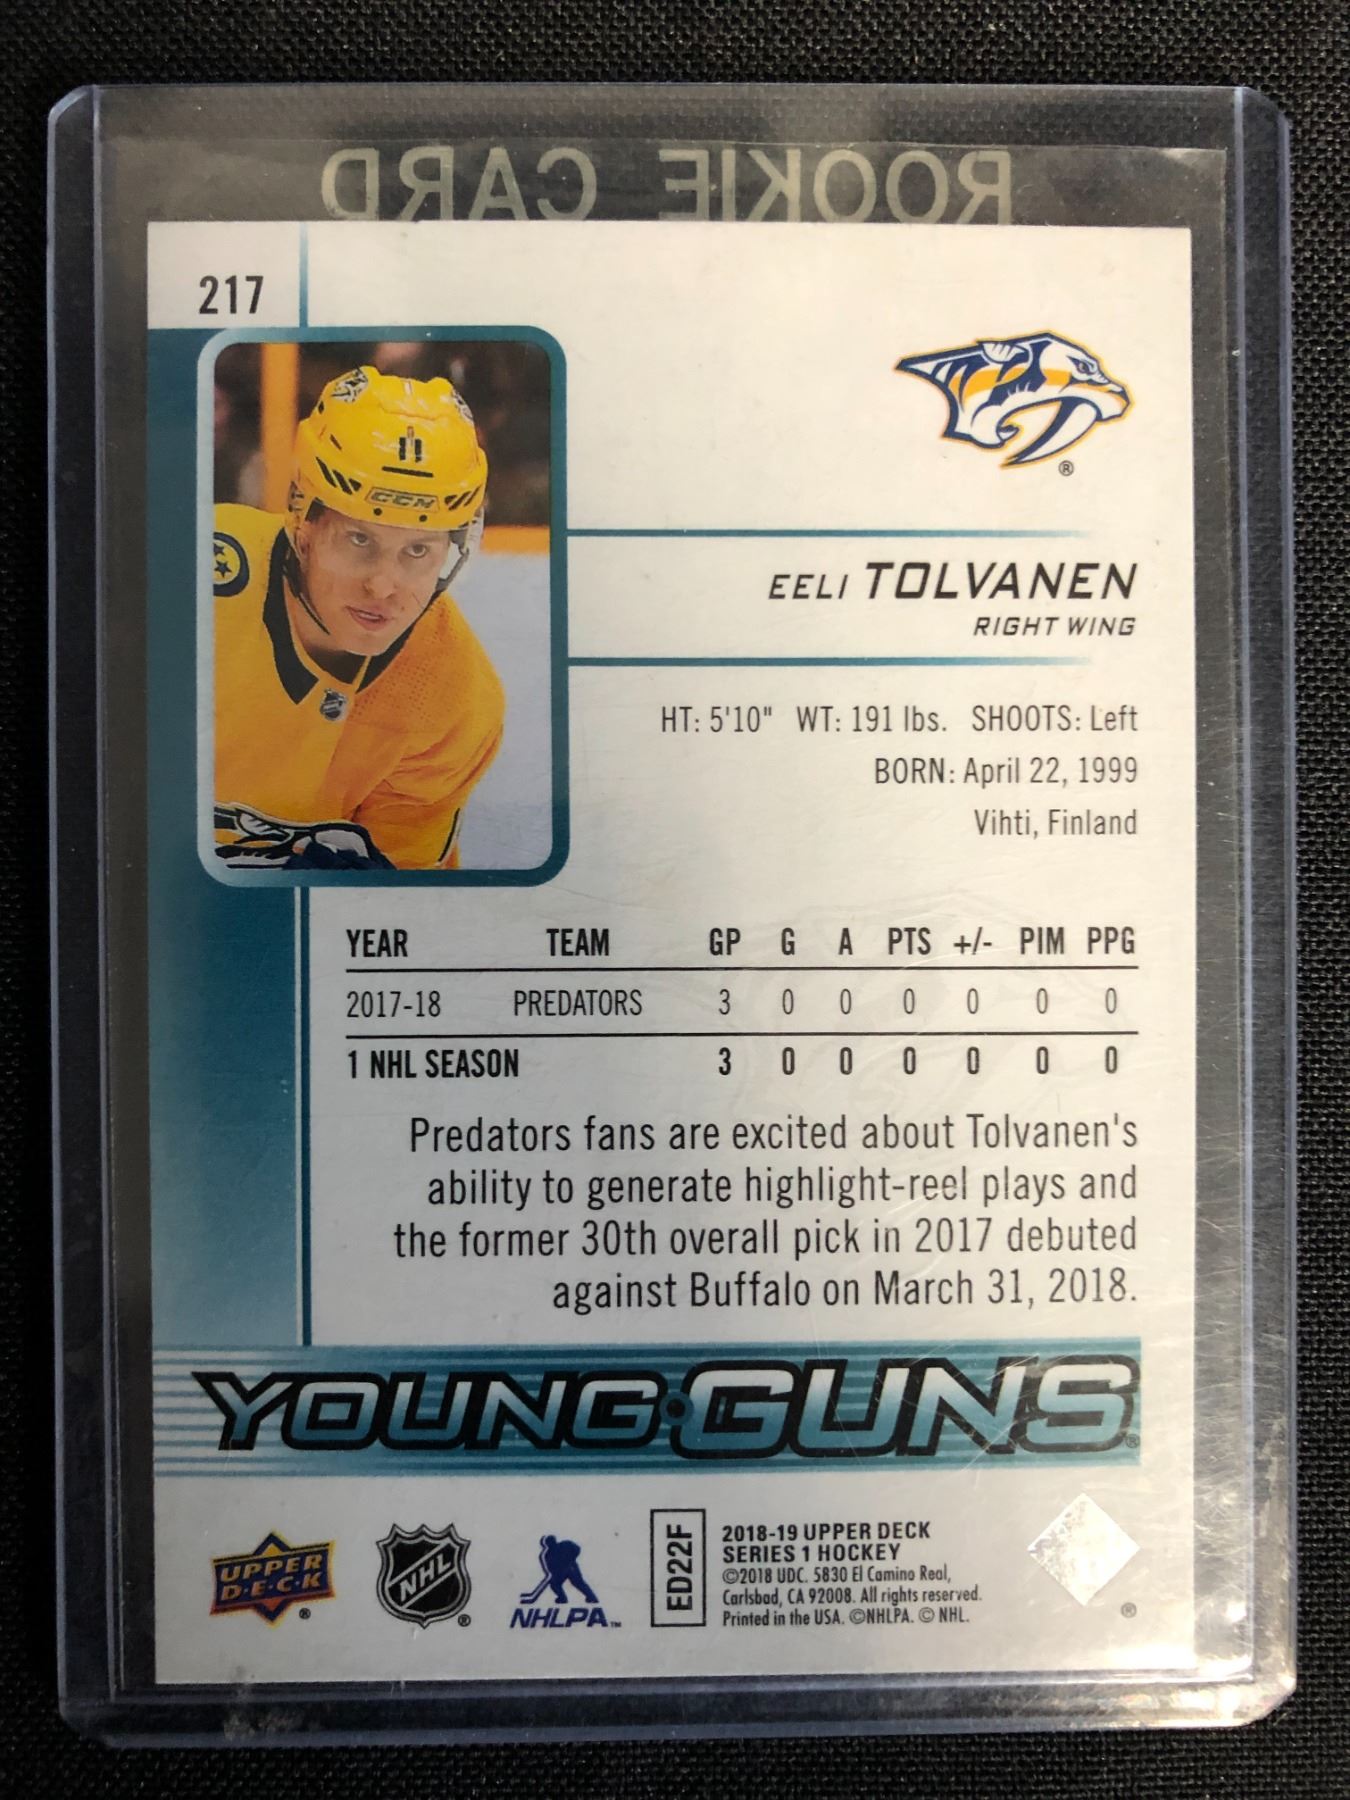 ROOKIE CARD
217
11
CCM
EELI TOLVANEN
RIGHT WING
HT: 5'10" WT: 191 lbs. SHOOTS: Left
BORN: April 22, 1999
Vihti, Finland
YEAR TEAM GP G A PTS +/- PIM PPG
2017-18 PREDATORS 3 0 0 0 0 0 0
1 NHL SEASON 3 0 0 0 0 0 0
Predators fans are excited about Tolvanen's
ability to generate highlight-reel plays and
the former 30th overall pick in 2017 debuted
against Buffalo on March 31, 2018.
YOUNG GUNS®
UPPER
D·E·C·K
®
NHL
®
NHLPA™
ED22F
2018-19 UPPER DECK
SERIES 1 HOCKEY
©2018 UDC. 5830 El Camino Real,
Carlsbad, CA 92008. All rights reserved.
Printed in the USA. ©NHLPA. © NHL.
®